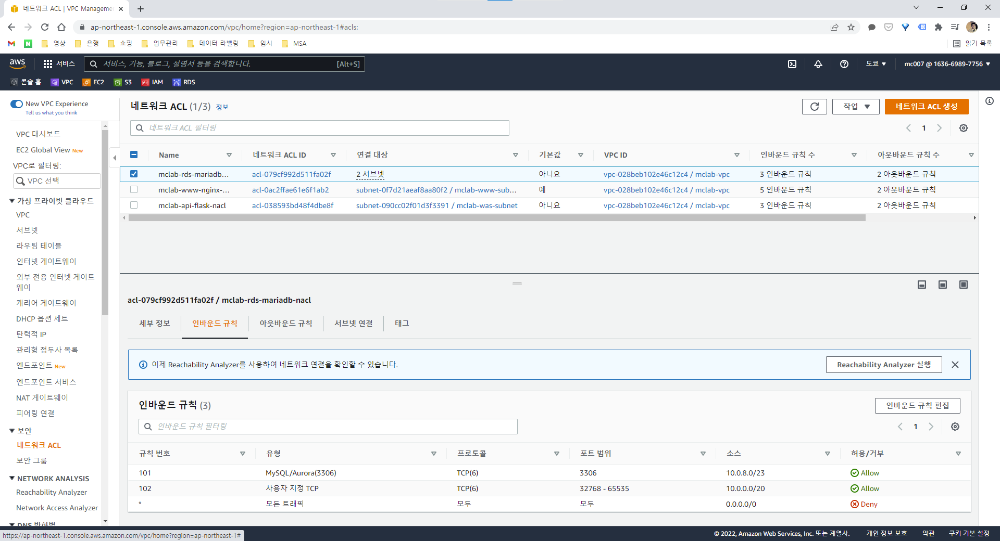 네트워크 ACL | VPC Manageme
ap-northeast-1.console.aws.amazon.com/vpc/home?region=ap-northeast-1#acls:
영상 은행 쇼핑 업무관리 데이터 라벨링 임시 MSA 읽기 목록
aws 서비스 서비스, 기능, 블로그, 설명서 등을 검색합니다. [Alt+S] 도쿄 ▼ mc007 @ 1636-6989-7756 ▼
콘솔 홈 VPC EC2 S3 IAM RDS
New VPC Experience
Tell us what you think
VPC 대시보드
EC2 Global View New
VPC로 필터링:
VPC 선택
가상 프라이빗 클라우드
VPC
서브넷
라우팅 테이블
인터넷 게이트웨이
외부 전용 인터넷 게이트
웨이
캐리어 게이트웨이
DHCP 옵션 세트
탄력적 IP
관리형 접두사 목록
엔드포인트 New
엔드포인트 서비스
NAT 게이트웨이
피어링 연결
보안
네트워크 ACL
보안 그룹
NETWORK ANALYSIS
Reachability Analyzer
Network Access Analyzer
DNS 방화벽
네트워크 ACL (1/3) 정보
작업 ▼ 네트워크 ACL 생성
네트워크 ACL 필터링
1
Name 네트워크 ACL ID 연결 대상 기본값 VPC ID 인바운드 규칙 수 아웃바운드 규칙 수
mclab-rds-mariadb... acl-079cf992d511fa02f 2 서브넷 아니요 vpc-028beb102e46c12c4 / mclab-vpc 3 인바운드 규칙 2 아웃바운드 규칙
mclab-www-nginx-... acl-0ac2ffae61e6f1ab2 subnet-0f7d21aeaf8aa80f2 / mclab-www-sub... 예 vpc-028beb102e46c12c4 / mclab-vpc 5 인바운드 규칙 2 아웃바운드 규칙
mclab-api-flask-nacl acl-038593bd48f4dbe8f subnet-090cc02f01d3f3391 / mclab-was-subnet 아니요 vpc-028beb102e46c12c4 / mclab-vpc 3 인바운드 규칙 2 아웃바운드 규칙
acl-079cf992d511fa02f / mclab-rds-mariadb-nacl
세부 정보 인바운드 규칙 아웃바운드 규칙 서브넷 연결 태그
이제 Reachability Analyzer를 사용하여 네트워크 연결을 확인할 수 있습니다. Reachability Analyzer 실행
인바운드 규칙 (3)
인바운드 규칙 편집
인바운드 규칙 필터링
1
규칙 번호 유형 프로토콜 포트 범위 소스 허용/거부
101 MySQL/Aurora(3306) TCP(6) 3306 10.0.8.0/23 Allow
102 사용자 지정 TCP TCP(6) 32768 - 65535 10.0.0.0/20 Allow
* 모든 트래픽 모두 모두 0.0.0.0/0 Deny
https://ap-northeast-1.console.aws.amazon.com/vpc/home?region=ap-northeast-1#
© 2022, Amazon Web Services, Inc. 또는 계열사. 개인 정보 보호 약관 쿠키 기본 설정